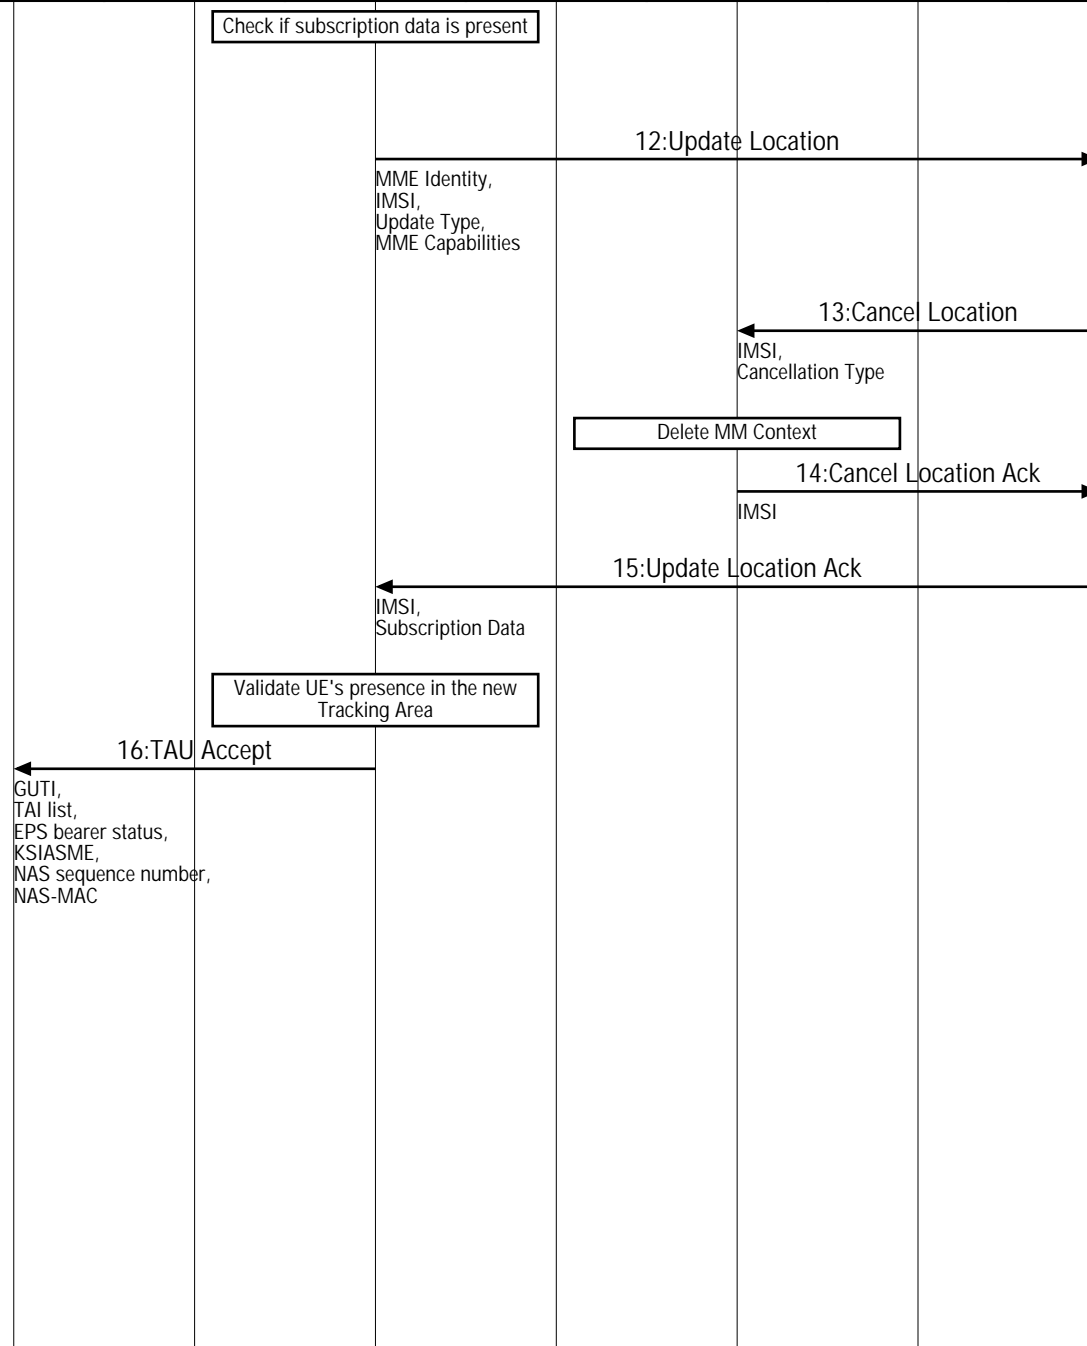 Check if subscription data is present
12:Update Location
MME Identity,
IMSI,
Update Type,
MME Capabilities
13:Cancel Location
IMSI,
Cancellation Type
Delete MM Context
14:Cancel Location Ack
IMSI
15:Update Location Ack
IMSI,
Subscription Data
Validate UE's presence in the new
Tracking Area
16:TAU Accept
GUTI,
TAI list,
EPS bearer status,
KSIASME,
NAS sequence number,
NAS-MAC